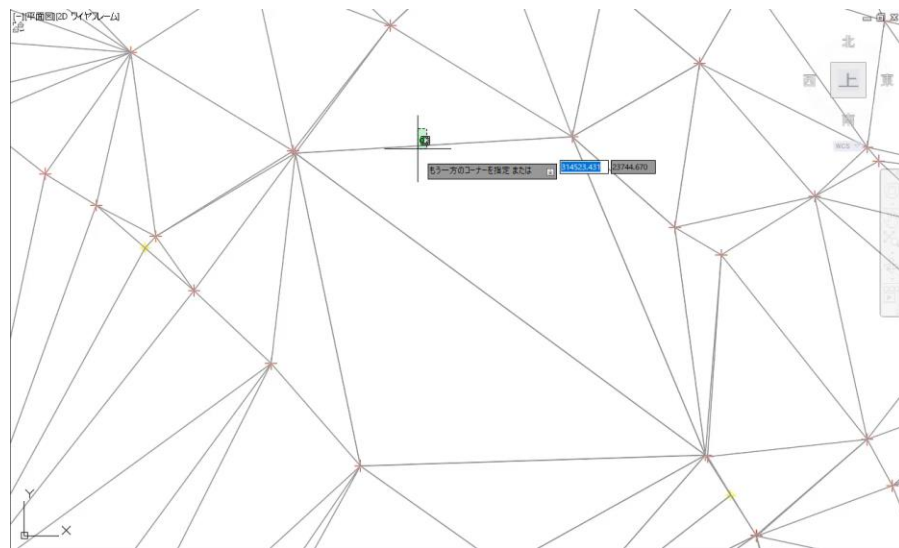 [-][平面図][2D ワイヤフレーム]
北
西
上
東
南
WCS
もう一方のコーナーを指定 または
314523.431
23744.670
Y
X